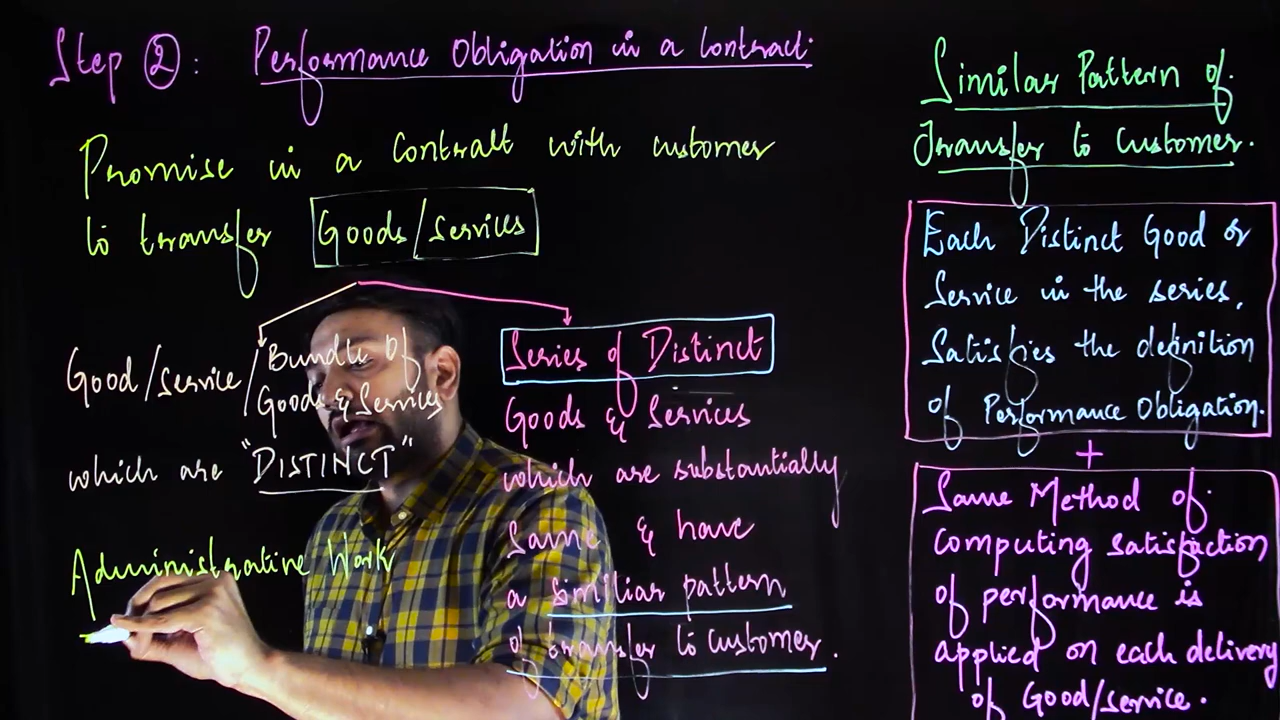 Step ②: Performance Obligation in a Contract:
Promise in a contract with customer
to transfer Goods/Services
Good/Service/Bundle Of
Goods & Services
which are "DISTINCT"
Administrative Work
Series of Distinct
Goods & Services
which are substantially
Same & have
a similiar pattern
of transfer to customer.
Similar Pattern of
Transfer to Customer.
Each Distinct Good or
Service in the series,
Satisfies the definition
of Performance Obligation.
+
Same Method of
Computing satisfaction
of performance is
applied on each delivery
of Good/service.